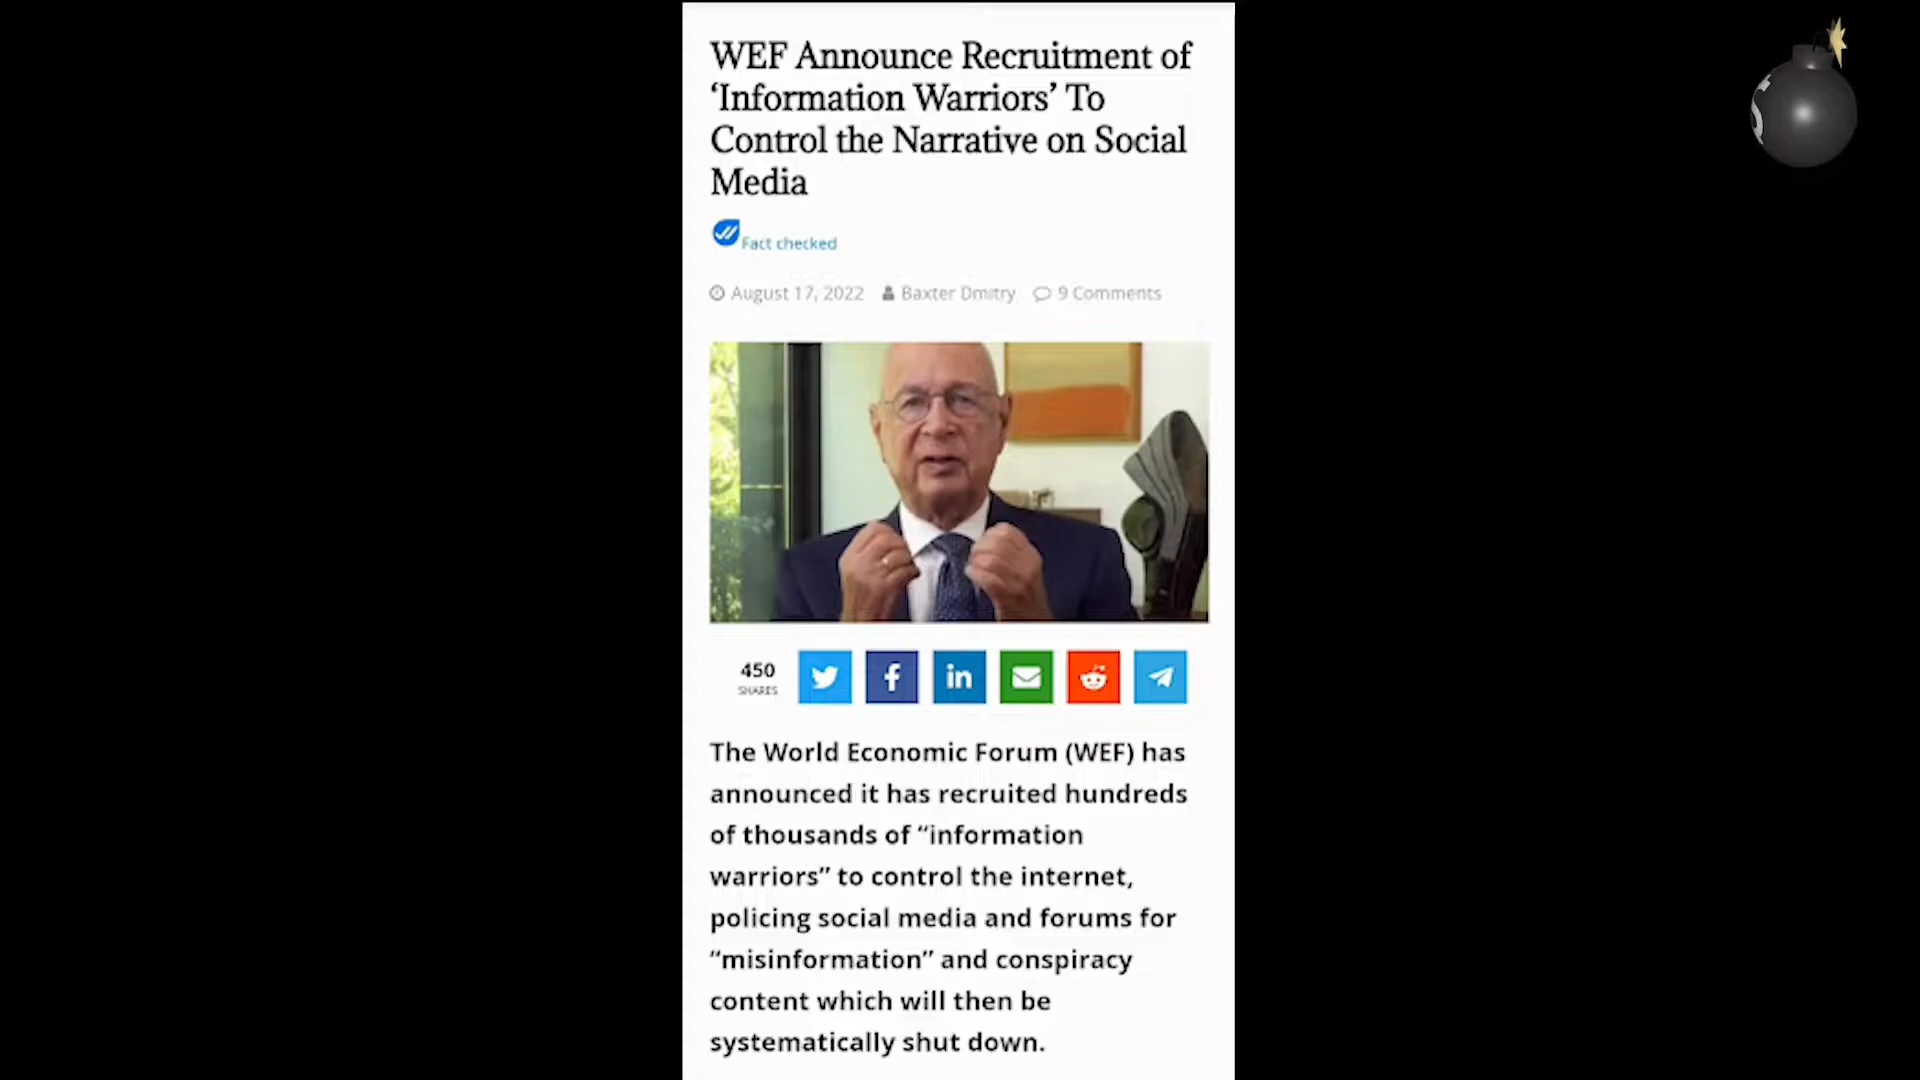 WEF Announce Recruitment of
‘Information Warriors’ To
Control the Narrative on Social
Media
Fact checked
August 17, 2022 Baxter Dmitry 9 Comments
450
SHARES
The World Economic Forum (WEF) has
announced it has recruited hundreds
of thousands of “information
warriors” to control the internet,
policing social media and forums for
“misinformation” and conspiracy
content which will then be
systematically shut down.